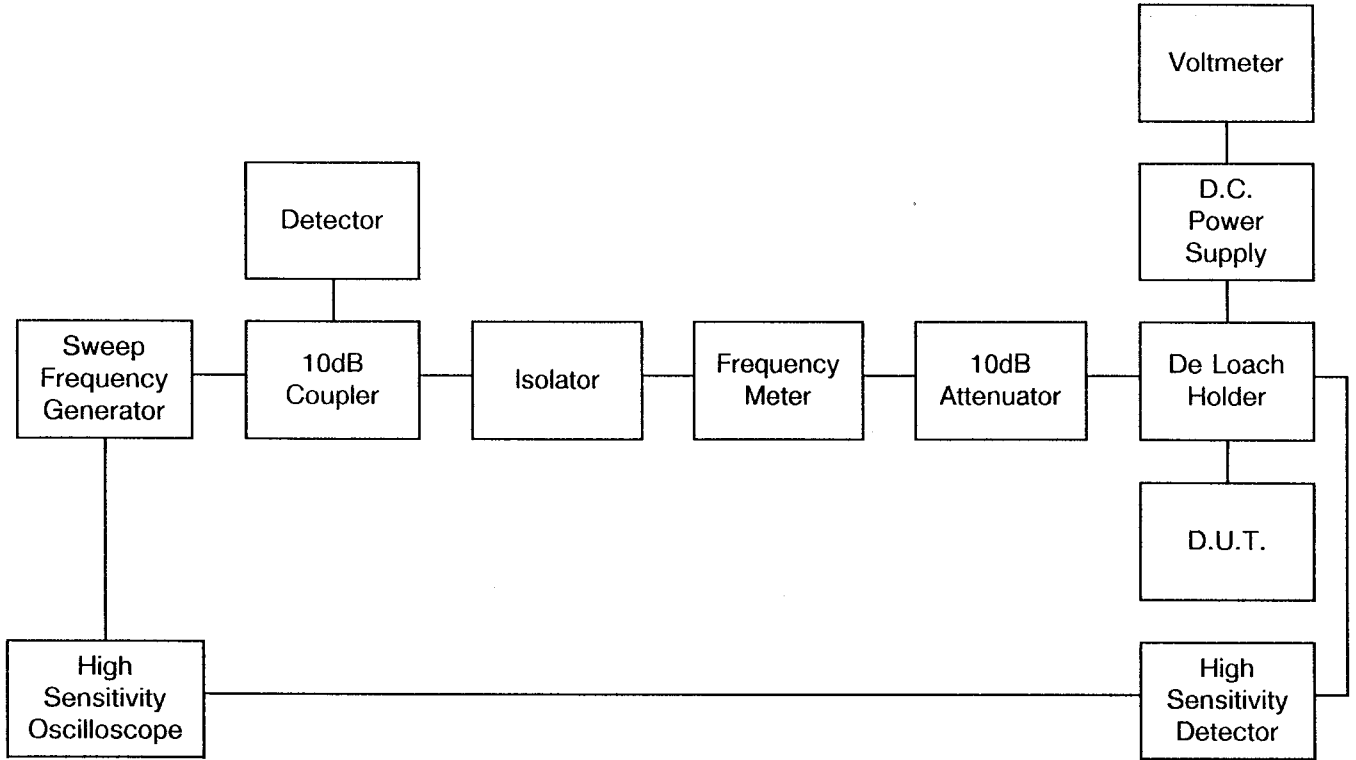 Voltmeter
D.C.
Power
Supply
Detector
Sweep
Frequency
Generator
10dB
Coupler
Isolator
Frequency
Meter
10dB
Attenuator
De Loach
Holder
D.U.T.
High
Sensitivity
Oscilloscope
High
Sensitivity
Detector